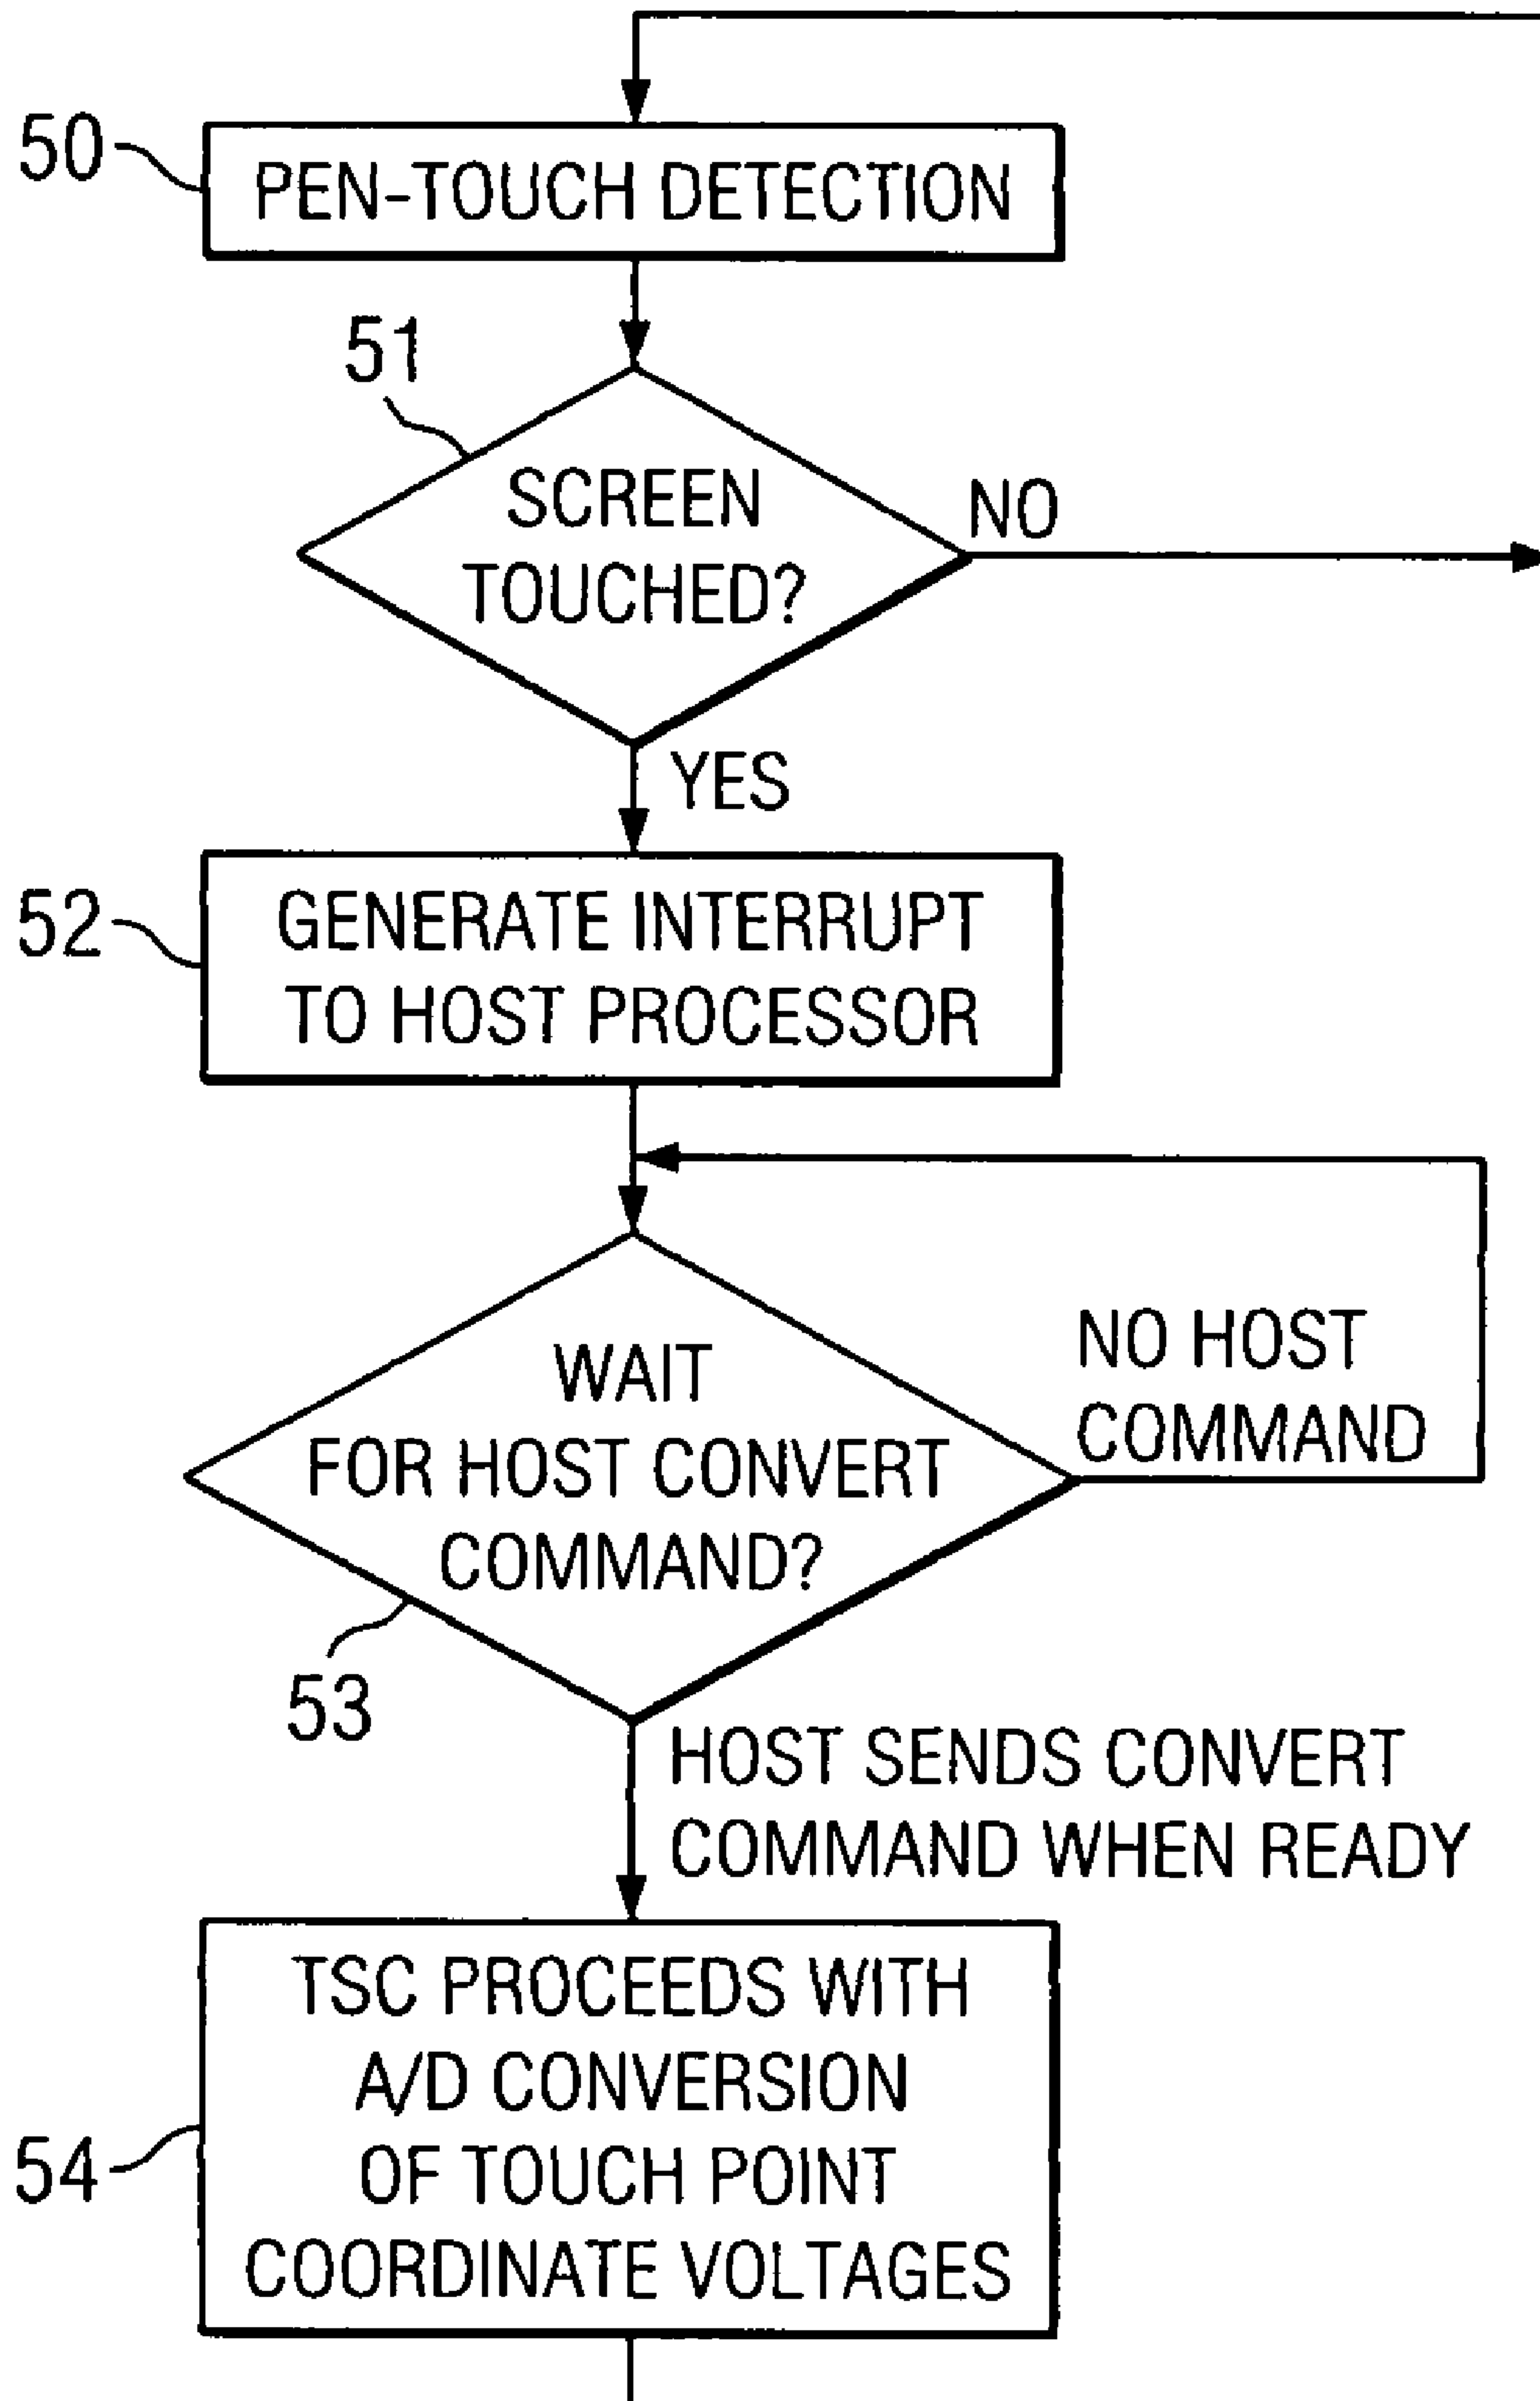 50
PEN-TOUCH DETECTION
51
SCREEN
TOUCHED?
NO
YES
52
GENERATE INTERRUPT
TO HOST PROCESSOR
WAIT
FOR HOST CONVERT
COMMAND?
NO HOST
COMMAND
53
HOST SENDS CONVERT
COMMAND WHEN READY
54
TSC PROCEEDS WITH
A/D CONVERSION
OF TOUCH POINT
COORDINATE VOLTAGES